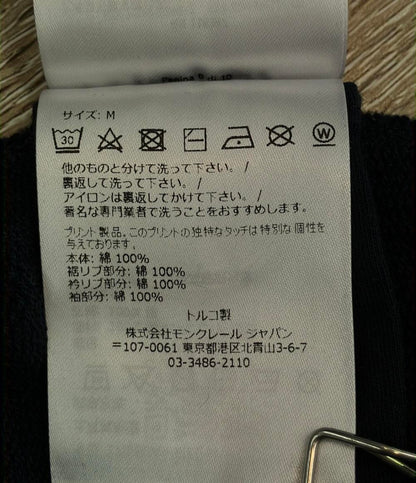 Pagina 9 di 10
サイズ: M
30 W
他のものと分けて洗って下さい。 /
裏返して洗って下さい。 /
アイロンは裏返してかけて下さい。 /
著名な専門業者で洗うことをおすすめします。
プリント製品。このプリントの独特なタッチは特別な個性を
与えております。
本体: 綿 100%
裾リブ部分: 綿 100%
衿リブ部分: 綿 100%
袖部分: 綿 100%
トルコ製
株式会社モンクレール ジャパン
〒107-0061 東京都港区北青山3-6-7
03-3486-2110